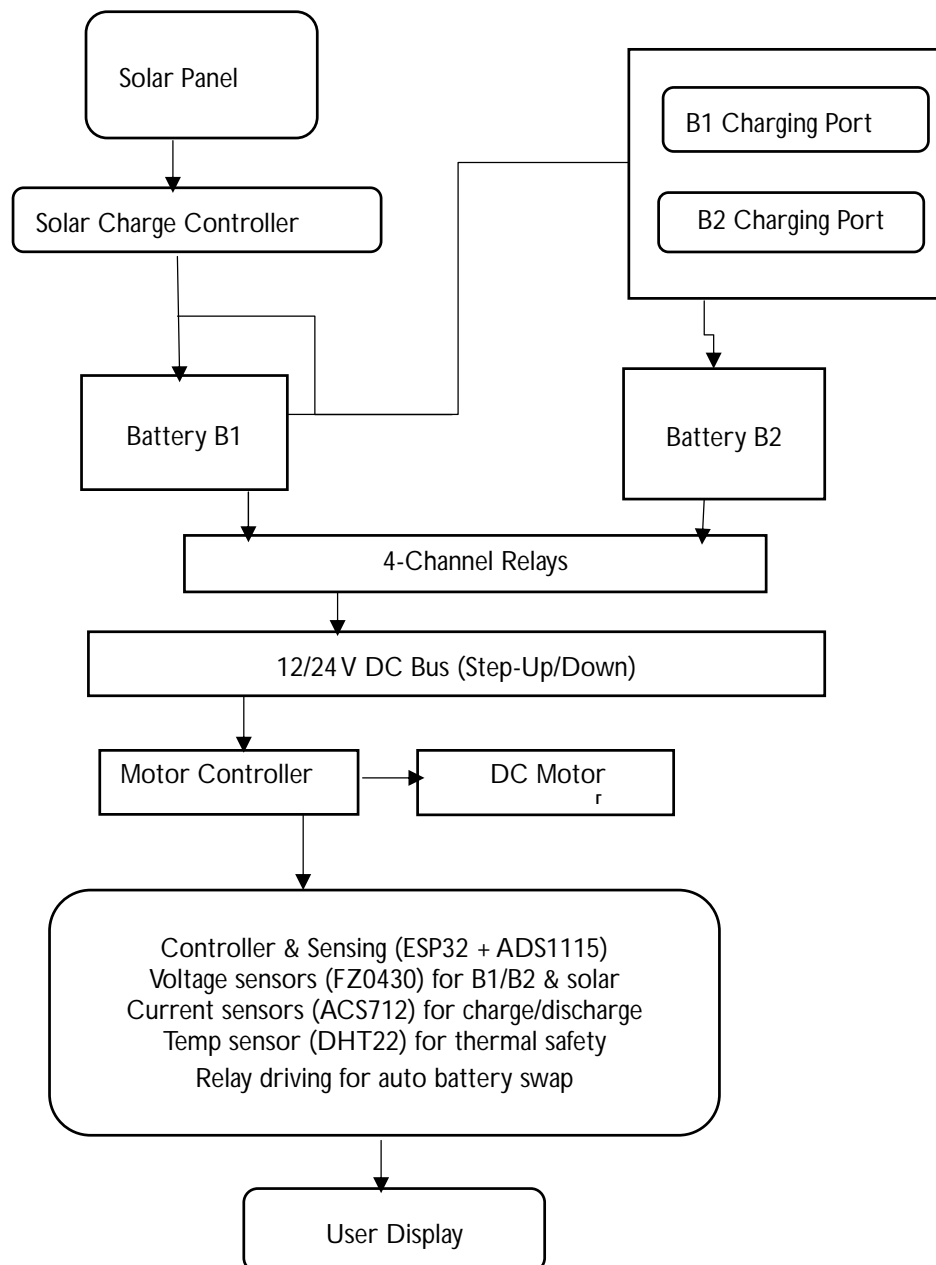 Solar Panel
B1 Charging Port
Solar Charge Controller
B2 Charging Port
Battery B1
Battery B2
4-Channel Relays
12/24 V DC Bus (Step-Up/Down)
Motor Controller
DC Motor
r
Controller & Sensing (ESP32 + ADS1115)
Voltage sensors (FZ0430) for B1/B2 & solar
Current sensors (ACS712) for charge/discharge
Temp sensor (DHT22) for thermal safety
Relay driving for auto battery swap
User Display